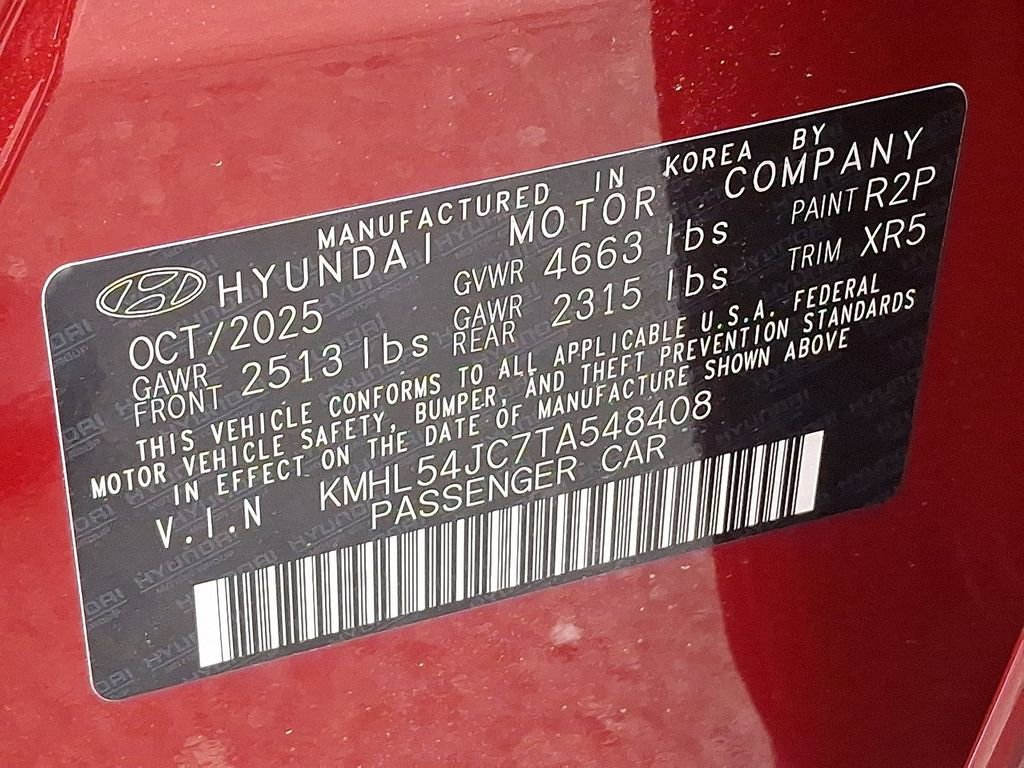 MANUFACTURED IN KOREA BY
HYUNDAI MOTOR COMPANY
OCT/2025 GVWR 4663 lbs PAINT R2P
GAWR FRONT 2513 lbs GAWR REAR 2315 lbs TRIM XR5
THIS VEHICLE CONFORMS TO ALL APPLICABLE U.S.A. FEDERAL
MOTOR VEHICLE SAFETY, BUMPER, AND THEFT PREVENTION STANDARDS
IN EFFECT ON THE DATE OF MANUFACTURE SHOWN ABOVE
V.I.N KMHL54JC7TA548408
PASSENGER CAR